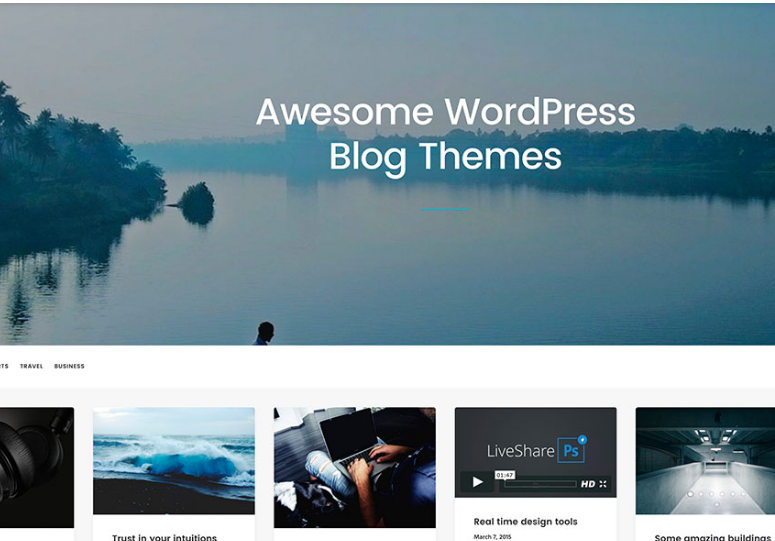 Awesome WordPress
Blog Themes
TRAVEL BUSINESS
LiveShare Ps
01:47
HD
Trust in your intuitions
Real time design tools
March 7, 2015
Some amazing buildings